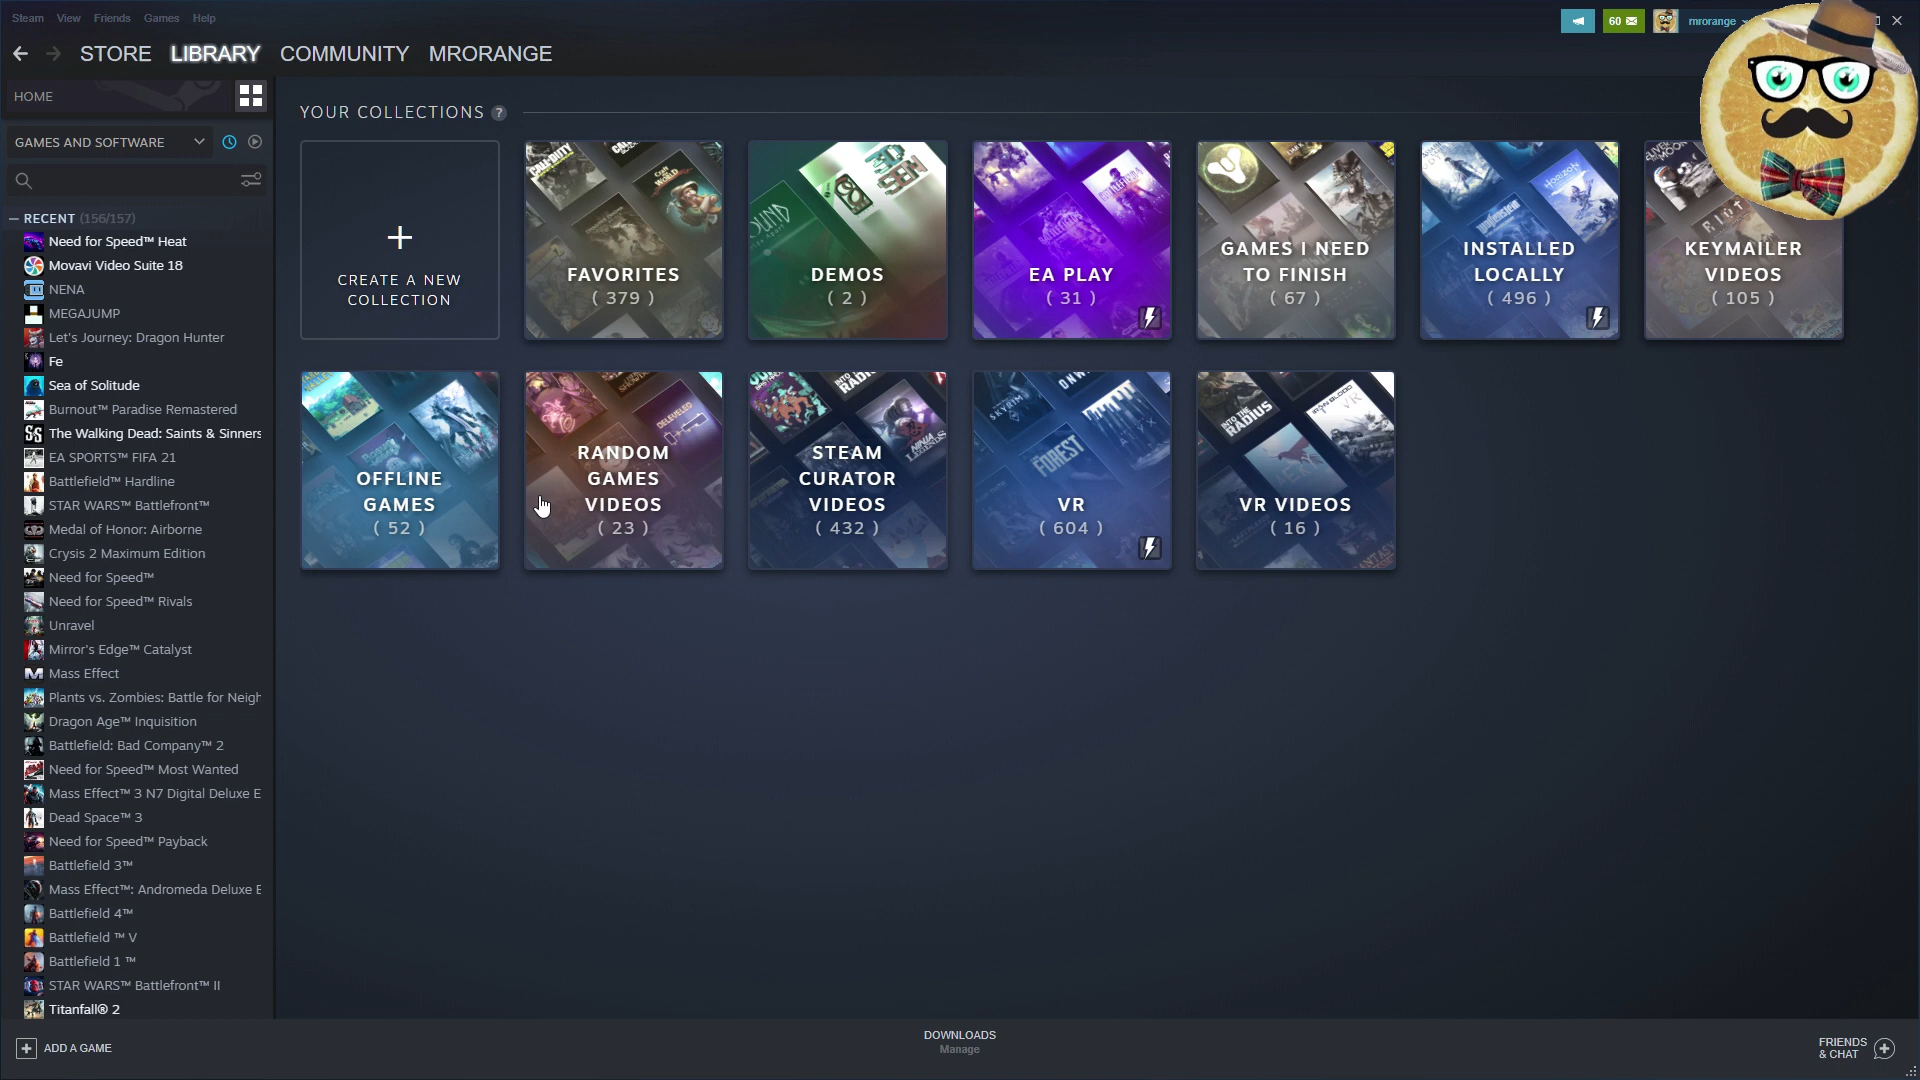 Steam View Friends Games Help
60
mrorange
STORE LIBRARY COMMUNITY MRORANGE
HOME
GAMES AND SOFTWARE
RECENT (156/157)
Need for Speed™ Heat
Movavi Video Suite 18
NENA
MEGAJUMP
Let's Journey: Dragon Hunter
Fe
Sea of Solitude
Burnout™ Paradise Remastered
The Walking Dead: Saints & Sinners
EA SPORTS™ FIFA 21
Battlefield™ Hardline
STAR WARS™ Battlefront™
Medal of Honor: Airborne
Crysis 2 Maximum Edition
Need for Speed™
Need for Speed™ Rivals
Unravel
Mirror's Edge™ Catalyst
Mass Effect
Plants vs. Zombies: Battle for Neigh
Dragon Age™ Inquisition
Battlefield: Bad Company™ 2
Need for Speed™ Most Wanted
Mass Effect™ 3 N7 Digital Deluxe E
Dead Space™ 3
Need for Speed™ Payback
Battlefield 3™
Mass Effect™: Andromeda Deluxe E
Battlefield 4™
Battlefield ™ V
Battlefield 1 ™
STAR WARS™ Battlefront™ II
Titanfall® 2
YOUR COLLECTIONS ?
+
CREATE A NEW
COLLECTION
FAVORITES
( 379 )
DEMOS
( 2 )
EA PLAY
( 31 )
GAMES I NEED
TO FINISH
( 67 )
INSTALLED
LOCALLY
( 496 )
KEYMAILER
VIDEOS
( 105 )
OFFLINE
GAMES
( 52 )
RANDOM
GAMES
VIDEOS
( 23 )
STEAM
CURATOR
VIDEOS
( 432 )
VR
( 604 )
VR VIDEOS
( 16 )
ADD A GAME
DOWNLOADS
Manage
FRIENDS
& CHAT